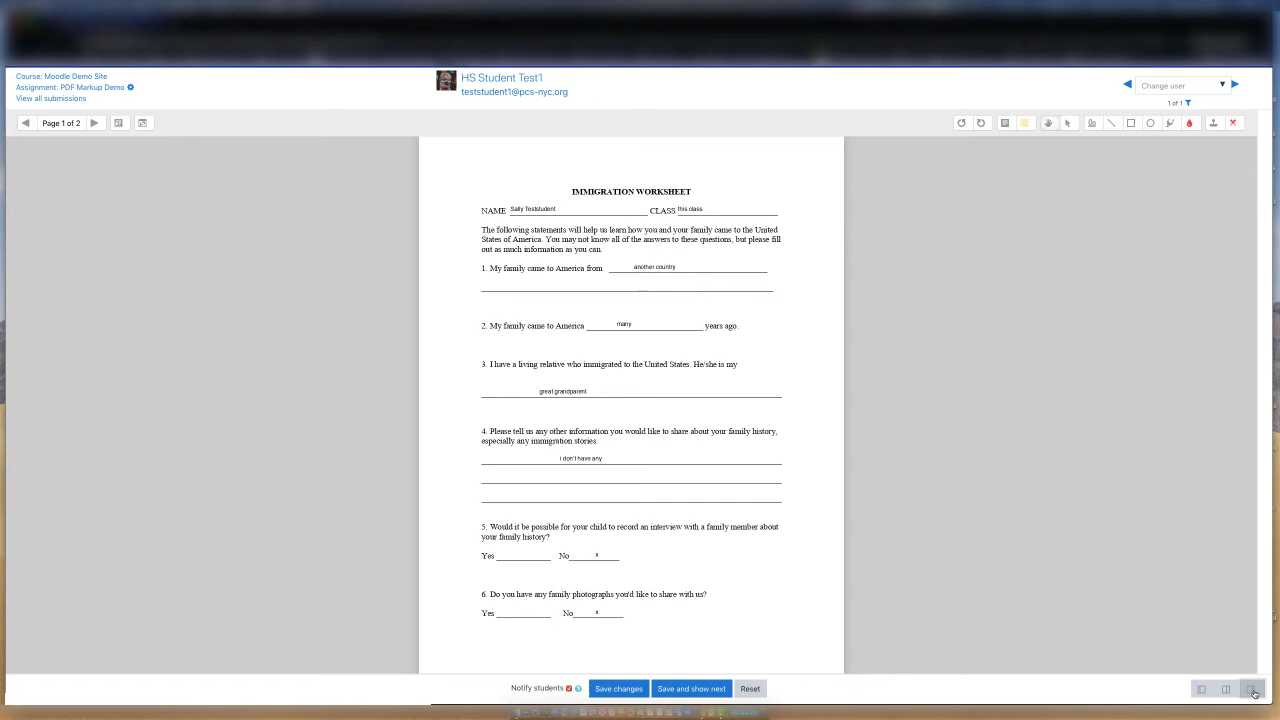 Course: Moodle Demo Site
HS Student Test1
Assignment: PDF Markup Demo
teststudent1@pcs-nyc.org
Change user
View all submissions
1 of 1
Page 1 of 2
IMMIGRATION WORKSHEET
NAME Sally Teststudent CLASS this class
The following statements will help us learn how you and your family came to the United
States of America. You may not know all of the answers to these questions, but please fill
out as much information as you can.
1. My family came to America from another country
2. My family came to America many years ago.
3. I have a living relative who immigrated to the United States. He/she is my
great grandparent
4. Please tell us any other information you would like to share about your family history,
especially any immigration stories.
i don't have any
5. Would it be possible for your child to record an interview with a family member about
your family history?
Yes No x
6. Do you have any family photographs you'd like to share with us?
Yes No x
Notify students Save changes Save and show next Reset